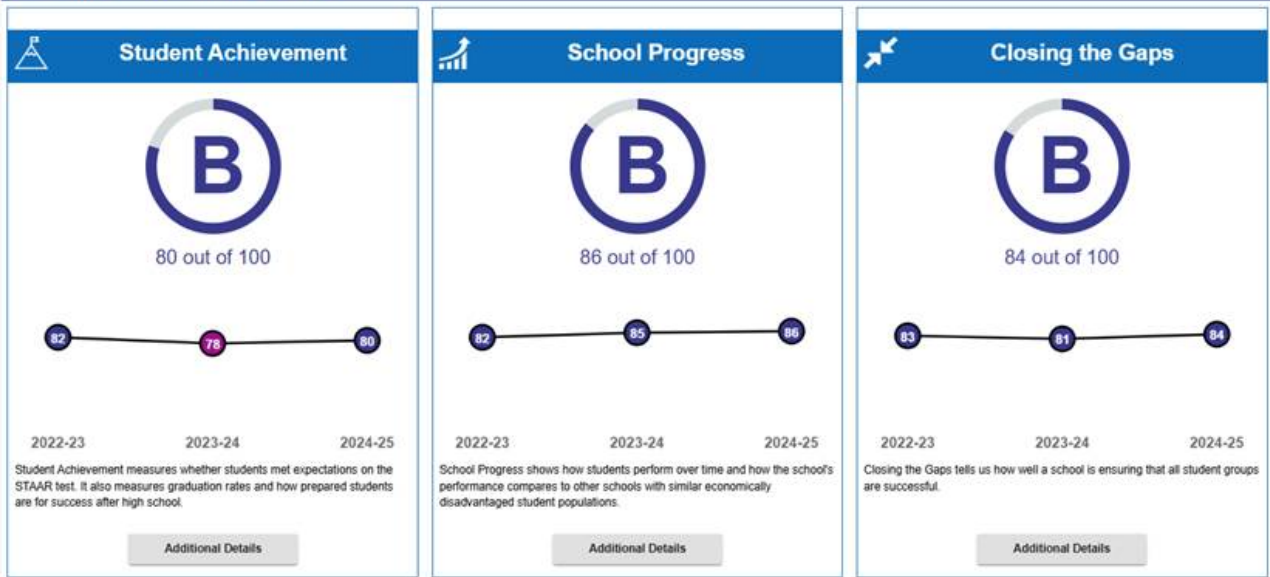 Student Achievement
B
80 out of 100
82
78
80
2022-23
2023-24
2024-25
Student Achievement measures whether students met expectations on the
STAAR test. It also measures graduation rates and how prepared students
are for success after high school.
Additional Details
School Progress
B
86 out of 100
82
85
86
2022-23
2023-24
2024-25
School Progress shows how students perform over time and how the school's
performance compares to other schools with similar economically
disadvantaged student populations.
Additional Details
Closing the Gaps
B
84 out of 100
83
81
84
2022-23
2023-24
2024-25
Closing the Gaps tells us how well a school is ensuring that all student groups
are successful.
Additional Details